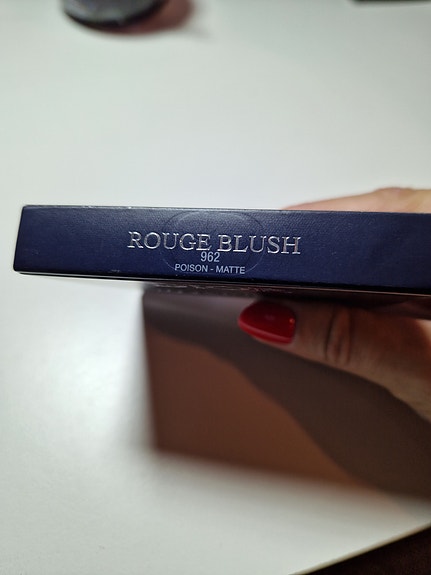 ROUGE BLUSH
962
POISON - MATTE